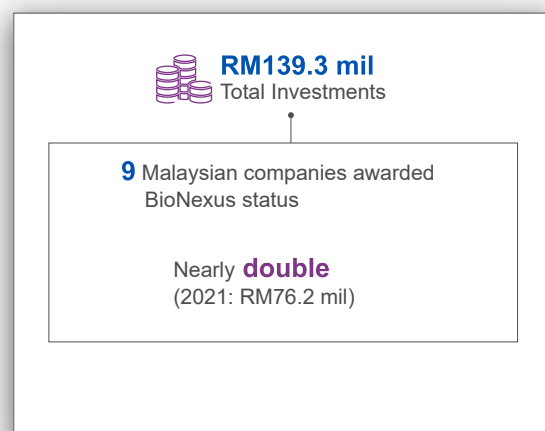 RM139.3 mil
Total Investments
9 Malaysian companies awarded
BioNexus status
Nearly double
(2021: RM76.2 mil)